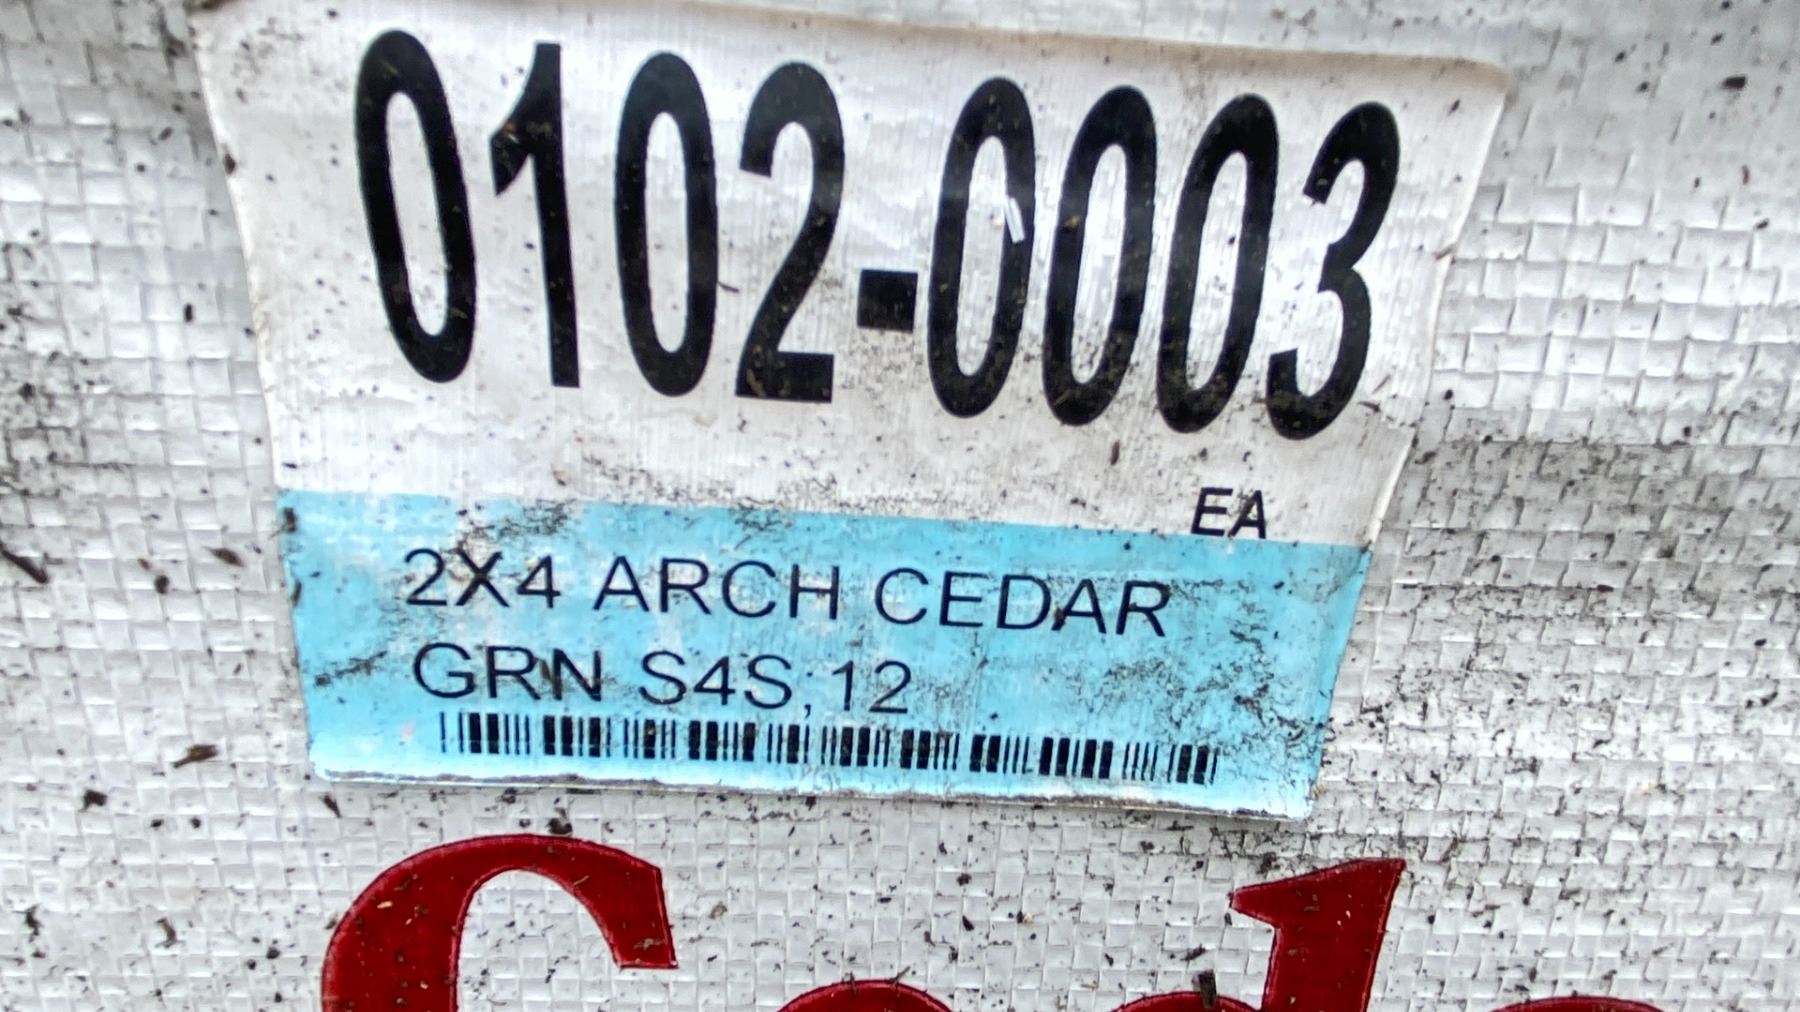 0102-0003
EA
2X4 ARCH CEDAR
GRN S4S,12